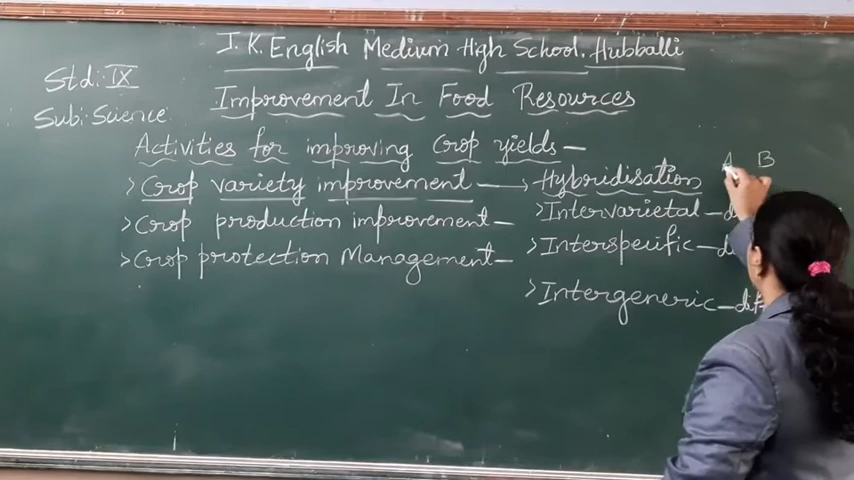 J.K. English Medium High School. Hubballi
Std: IX
Sub: Science
Improvement In Food Resources
Activities for improving Crop yields —
> Crop variety improvement —→ Hybridisation A B
> Intervarietal — d
> Crop production improvement —
> Interspecific — d
> Crop protection Management —
> Intergeneric — dif